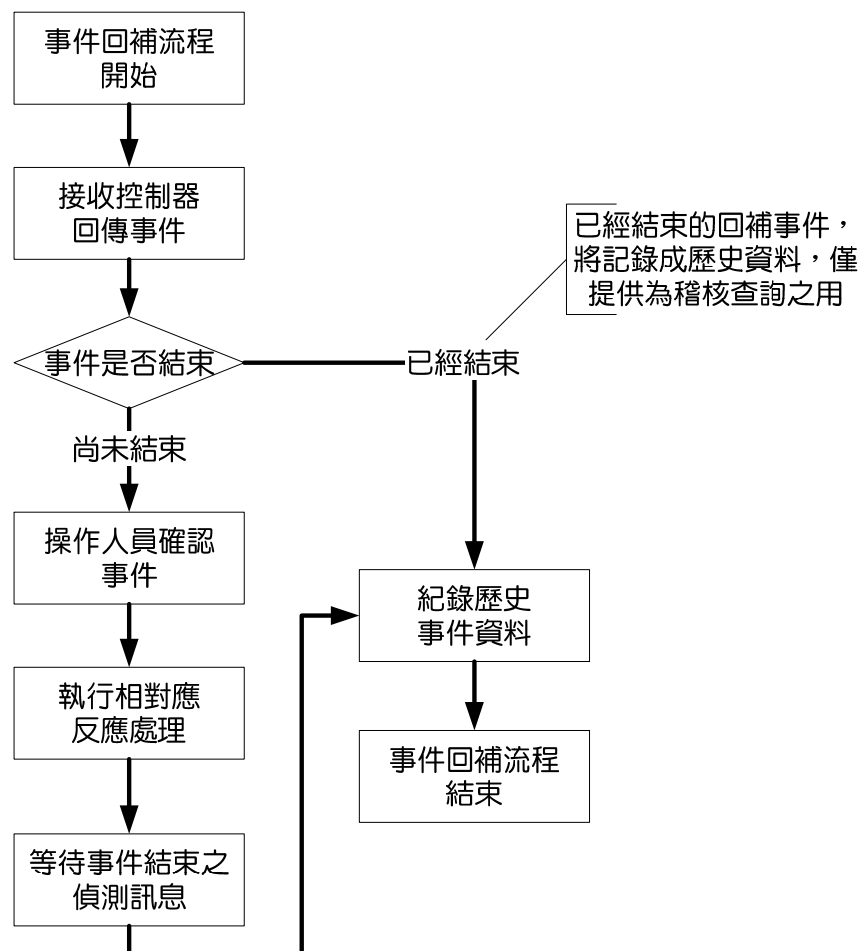 事件回補流程
開始
接收控制器
回傳事件
已經結束的回補事件，
將記錄成歷史資料，僅
提供為稽核查詢之用
事件是否結束
已經結束
尚未結束
操作人員確認
事件
紀錄歷史
事件資料
執行相對應
反應處理
事件回補流程
結束
等待事件結束之
偵測訊息